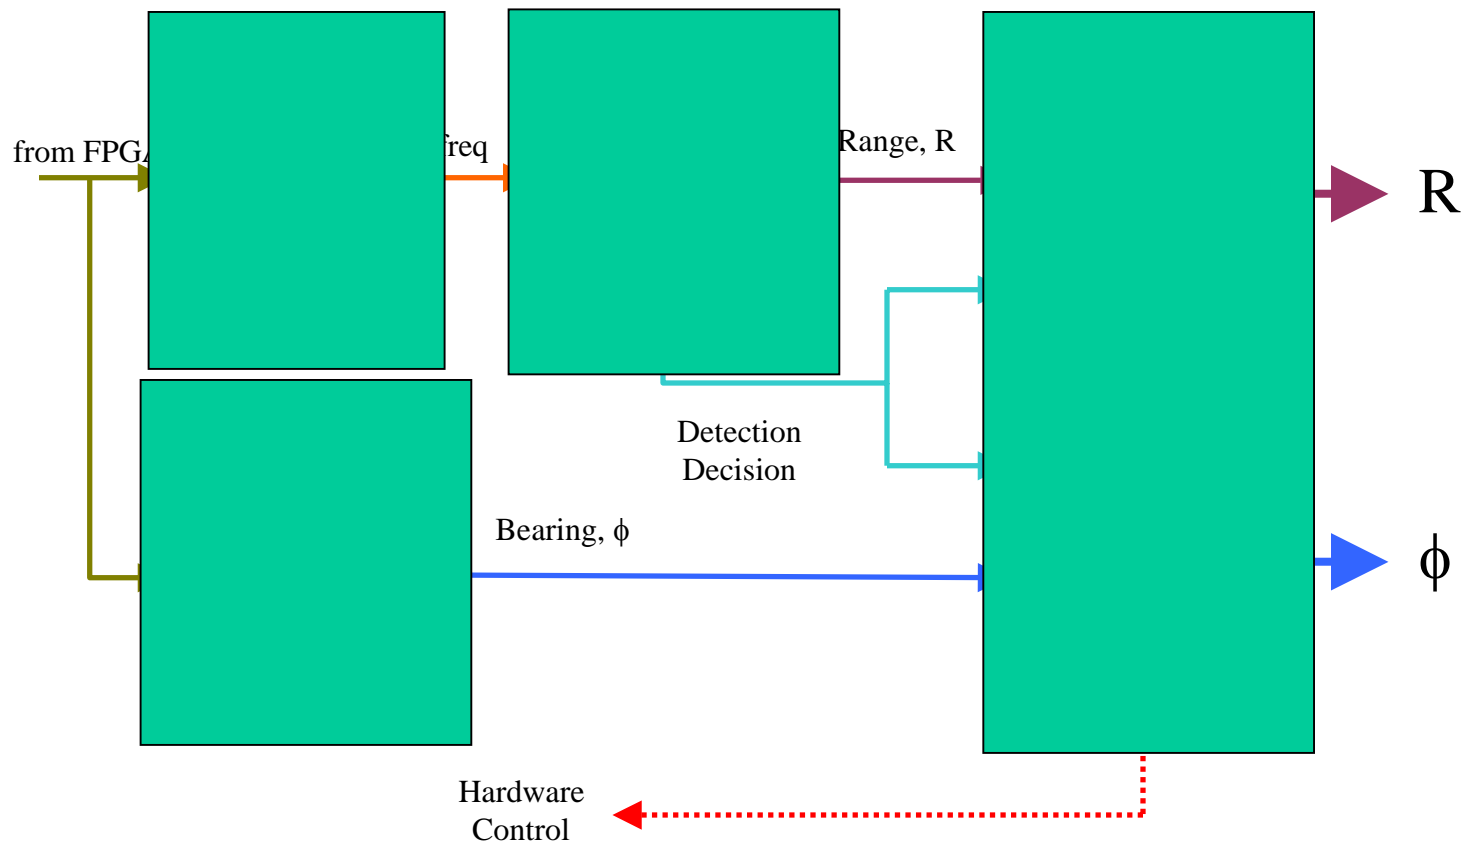 from FPGA
freq
Range, R
R
Detection
Decision
Bearing, ϕ
ϕ
Hardware
Control